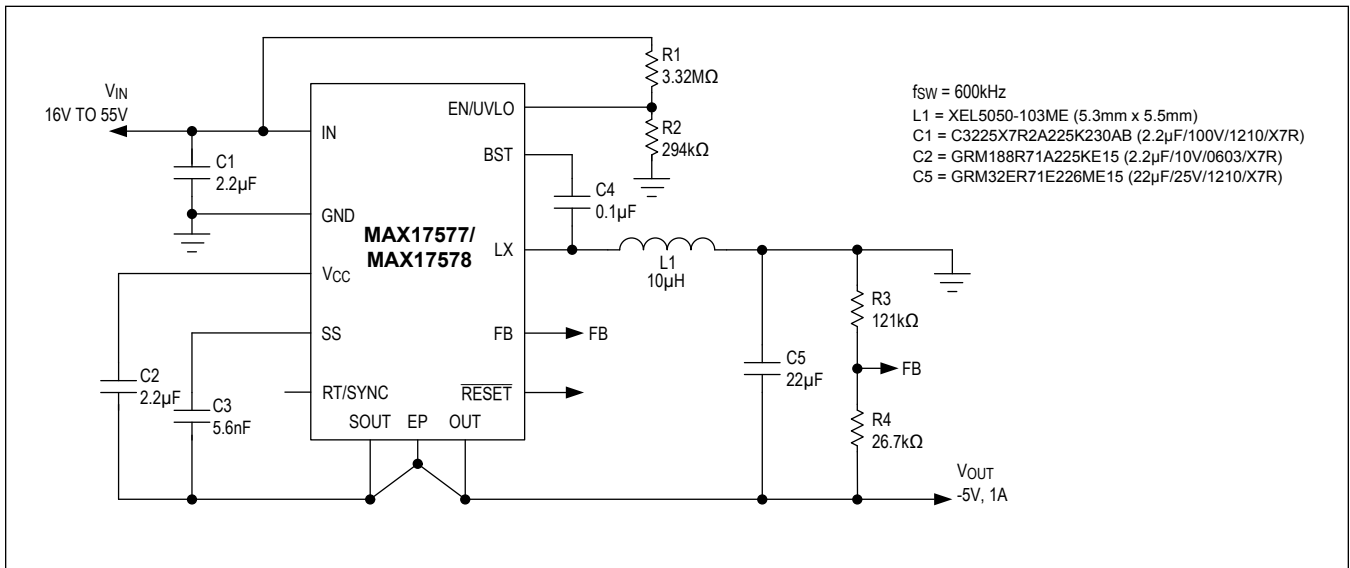 R1
3.32MΩ
VIN
16V TO 55V
EN/UVLO
IN
R2
294kΩ
BST
C1
2.2µF
C4
0.1µF
GND
MAX17577/
MAX17578
LX
L1
10µH
VCC
R3
121kΩ
SS
FB
FB
C5
22µF
FB
C2
2.2µF
C3
5.6nF
RT/SYNC
RESET
SOUT
EP
OUT
R4
26.7kΩ
VOUT
-5V, 1A
fSW = 600kHz
L1 = XEL5050-103ME (5.3mm x 5.5mm)
C1 = C3225X7R2A225K230AB (2.2µF/100V/1210/X7R)
C2 = GRM188R71A225KE15 (2.2µF/10V/0603/X7R)
C5 = GRM32ER71E226ME15 (22µF/25V/1210/X7R)